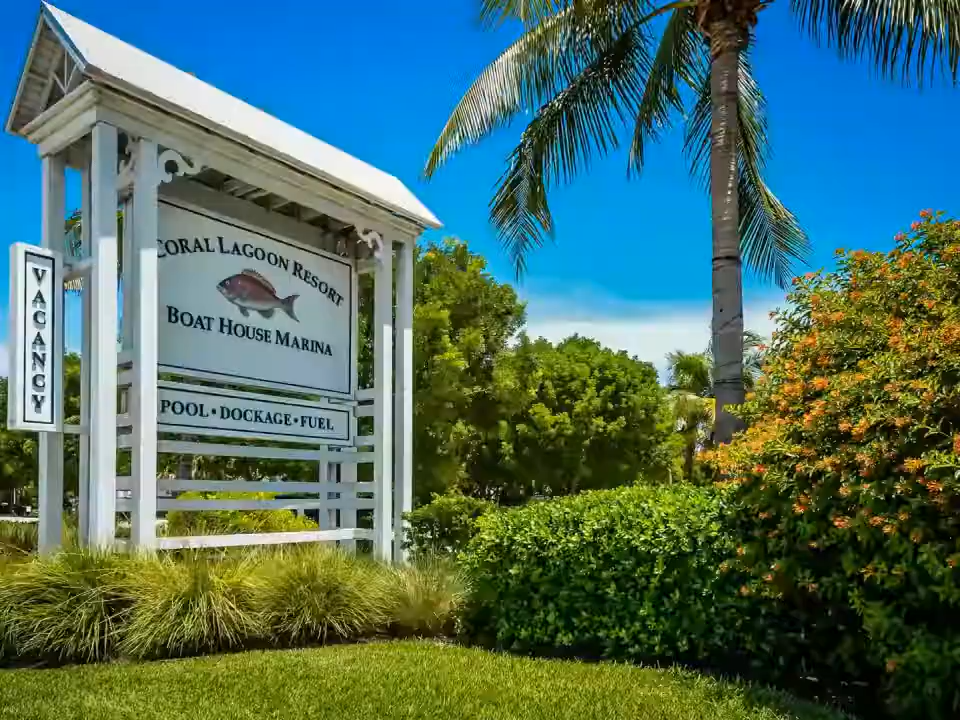 CORAL LAGOON RESORT
BOAT HOUSE MARINA
POOL • DOCKAGE • FUEL
VACANCY